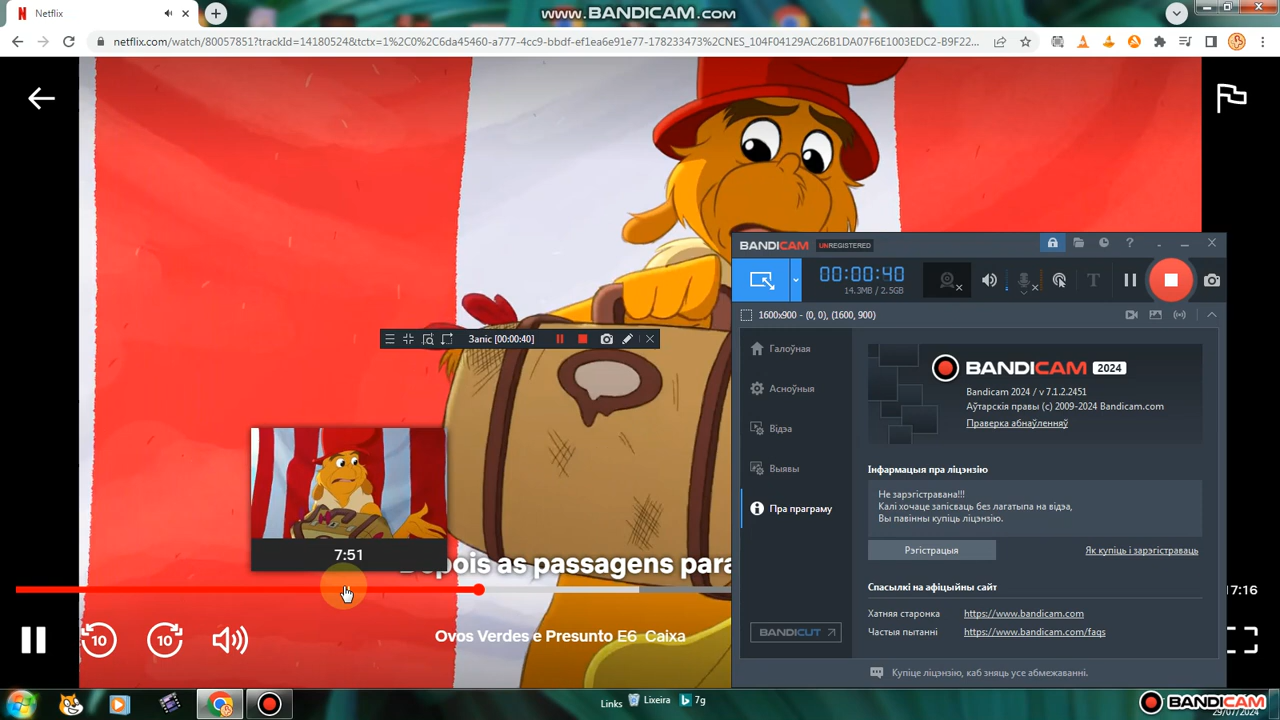 Netflix
www.BANDICAM.com
netflix.com/watch/80057851?trackId=14180524&tctx=1%2C0%2C6da45460-a777-4cc9-bbdf-ef1ea6e91e77-178233473%2CNES_104F04129AC26B1DA07F6E1003EDC2-B9F22...
BANDICAM UNREGISTERED
00:00:40
14.3MB / 2.5GB
1600x900 - (0, 0), (1600, 900)
Запіс [00:00:40]
Галоўная
Асноўныя
Відэа
Выявы
Пра праграму
BANDICUT
BANDICAM 2024
Bandicam 2024 / v 7.1.2.2451
Аўтарскія правы (c) 2009-2024 Bandicam.com
Праверка абнаўленняў
Інфармацыя пра ліцэнзію
Не зарэгістравана!!!
Калі хочаце запісваць без лагатыпа на відэа,
Вы павінны купіць ліцэнзію.
Рэгістрацыя
Як купіць і зарэгістраваць
Спасылкі на афіцыйны сайт
Хатняя старонка https://www.bandicam.com
Частыя пытанні https://www.bandicam.com/faqs
Купіце ліцэнзію, каб зняць усе абмежаванні.
7:51
Depois as passagens para
17:16
10
10
Ovos Verdes e Presunto E6 Caixa
Links
Lixeira
7g
BANDICAM
29/07/2024